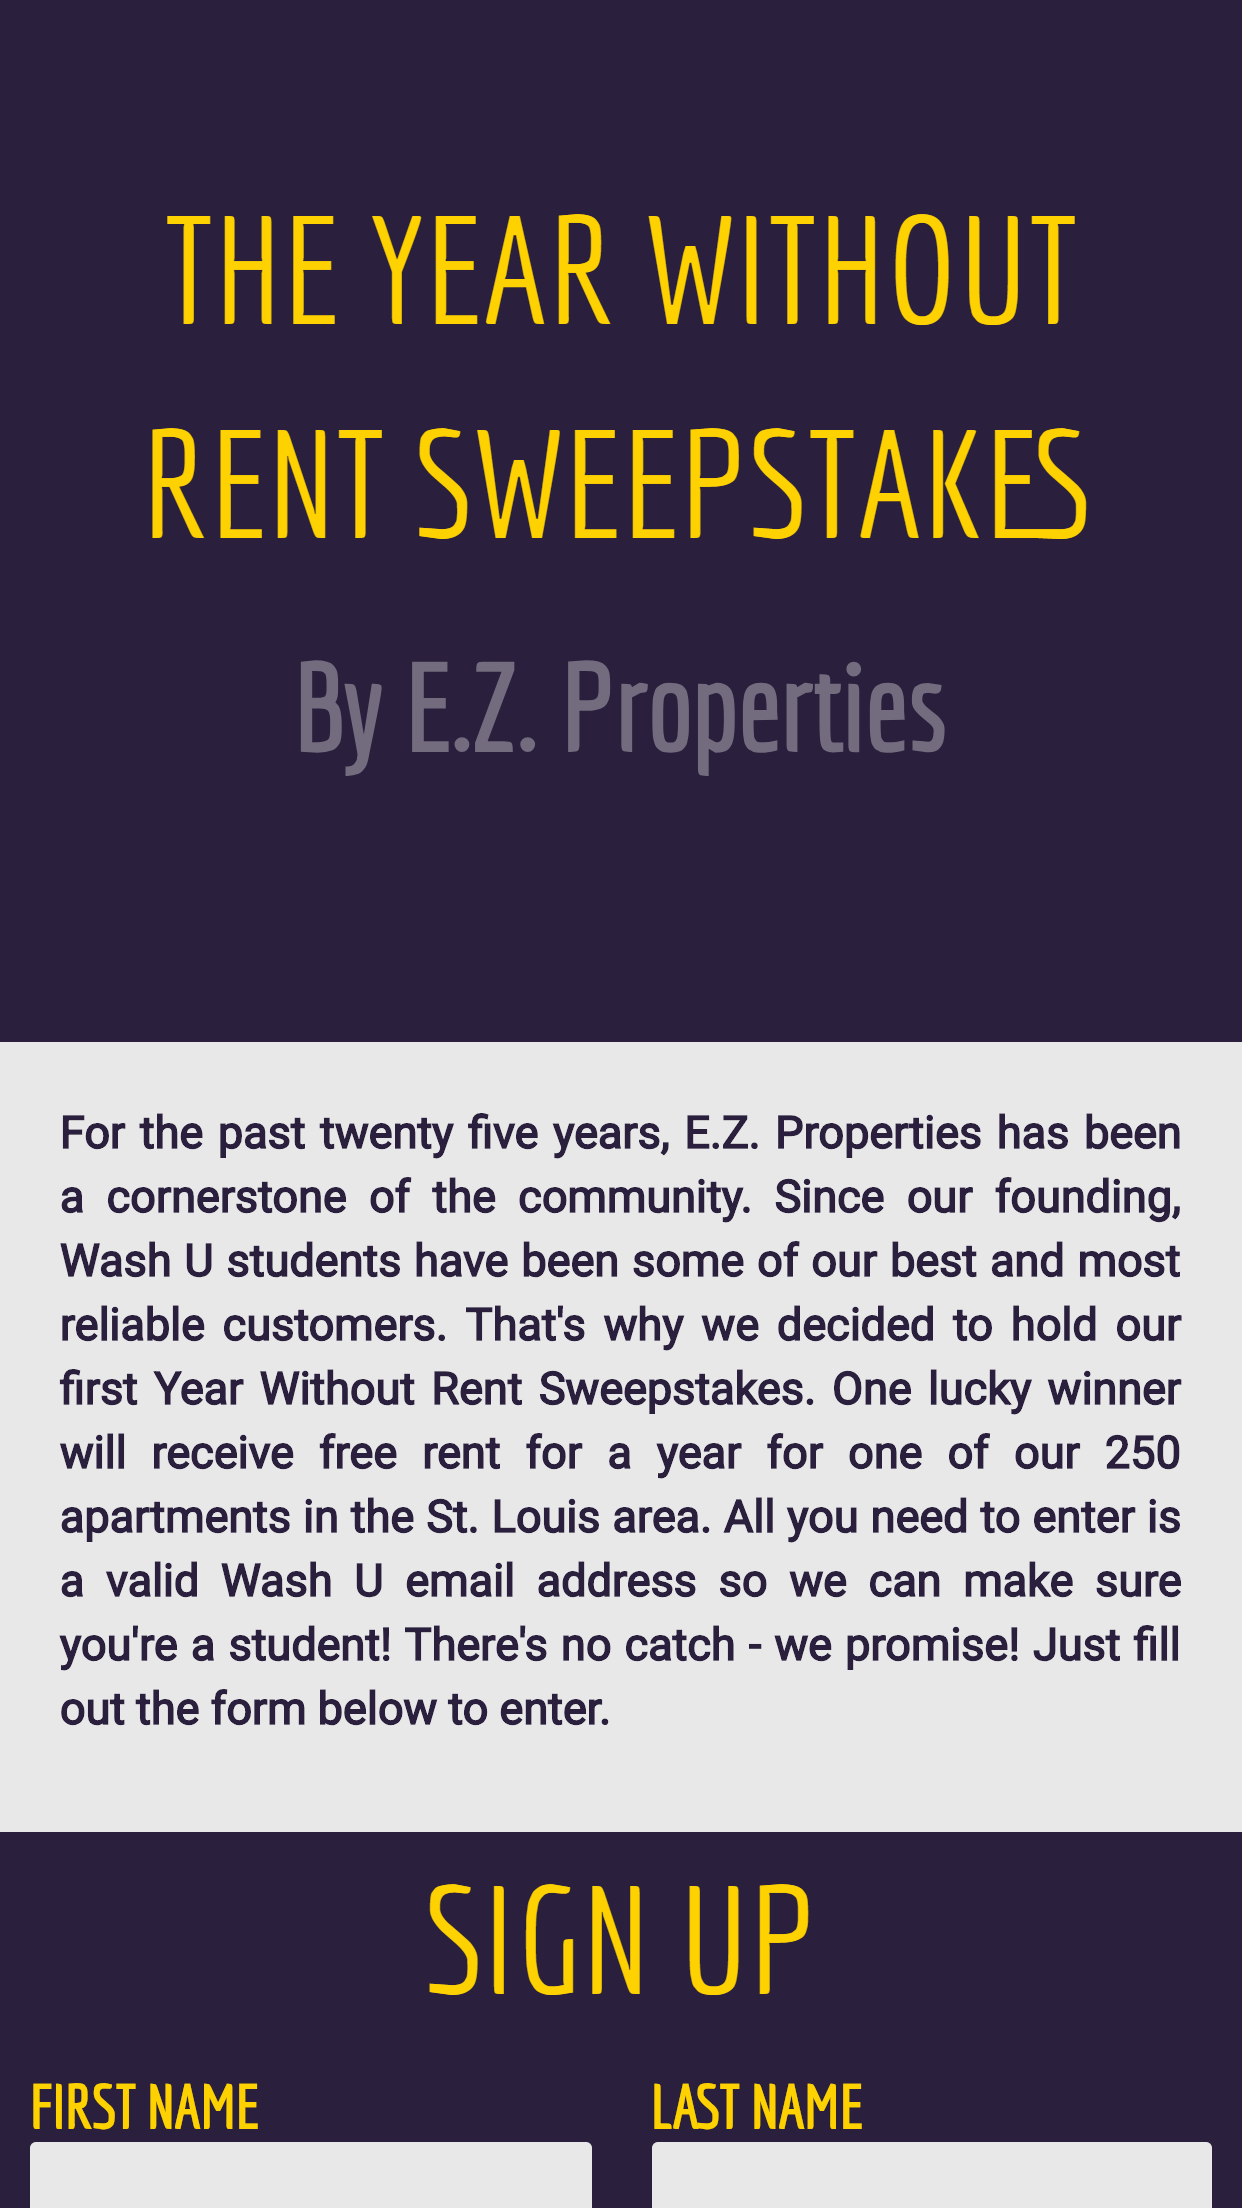 THE YEAR WITHOUT
RENT SWEEPSTAKES
By E.Z. Properties
For the past twenty five years, E.Z. Properties has been
a cornerstone of the community. Since our founding,
Wash U students have been some of our best and most
reliable customers. That's why we decided to hold our
first Year Without Rent Sweepstakes. One lucky winner
will receive free rent for a year for one of our 250
apartments in the St. Louis area. All you need to enter is
a valid Wash U email address so we can make sure
you're a student! There's no catch - we promise! Just fill
out the form below to enter.
SIGN UP
FIRST NAME
LAST NAME